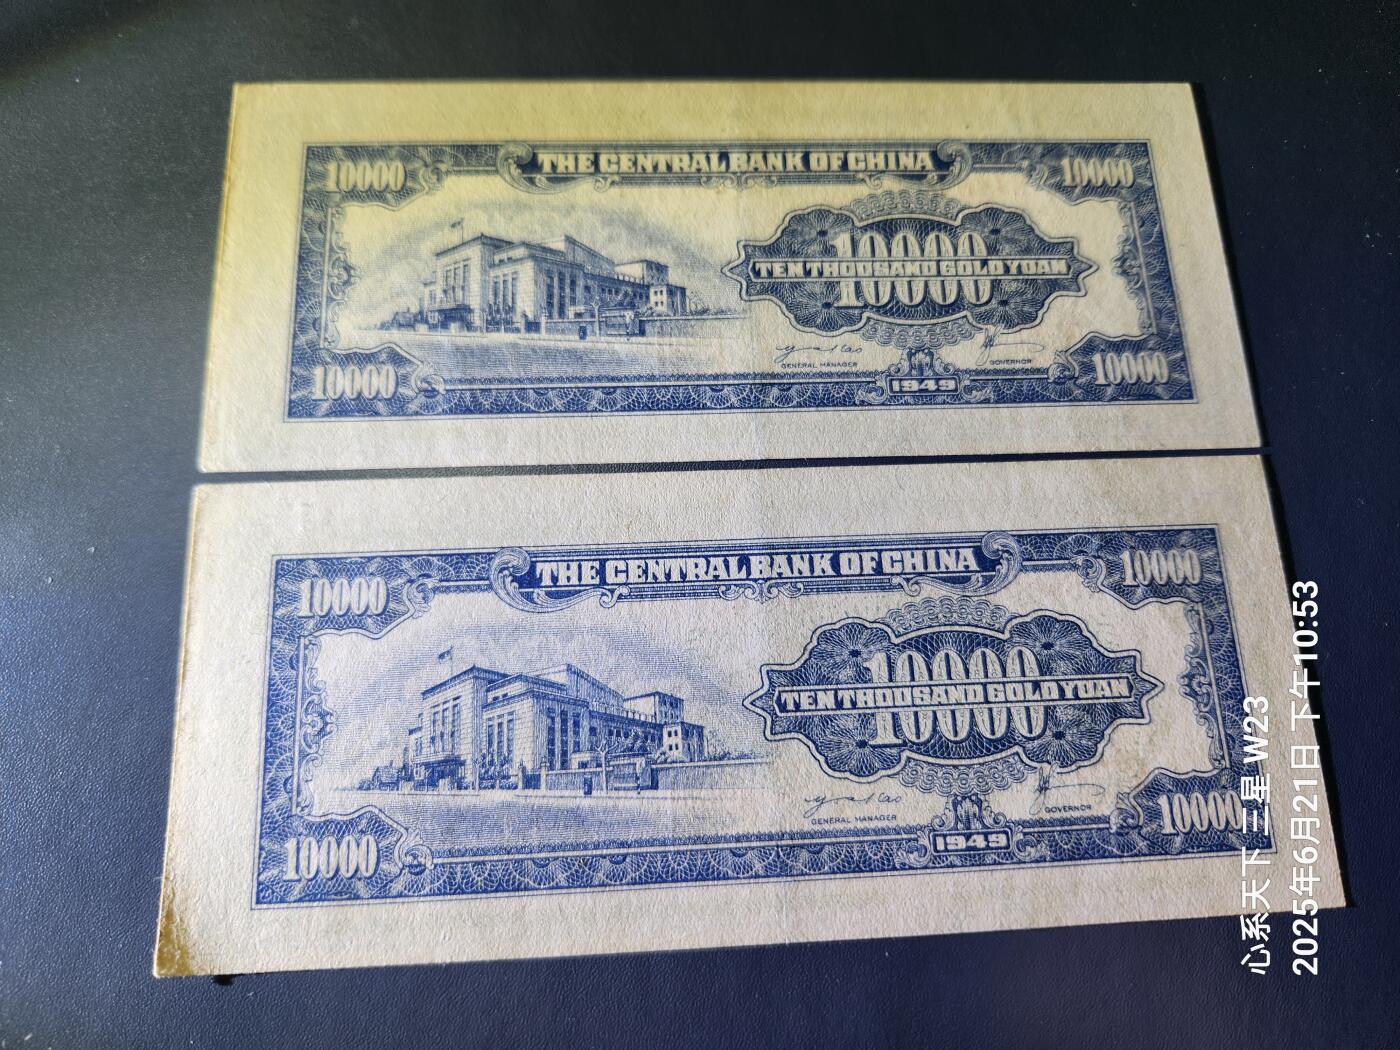 10000
THE CENTRAL BANK OF CHINA
10000
10000
TEN THOUSAND GOLD YUAN
GENERAL MANAGER
GOVERNOR
10000
1949
10000
10000
THE CENTRAL BANK OF CHINA
10000
10000
TEN THOUSAND GOLD YUAN
GENERAL MANAGER
GOVERNOR
10000
1949
10000
心系天下三星 W23
2025年6月21日 下午10:53